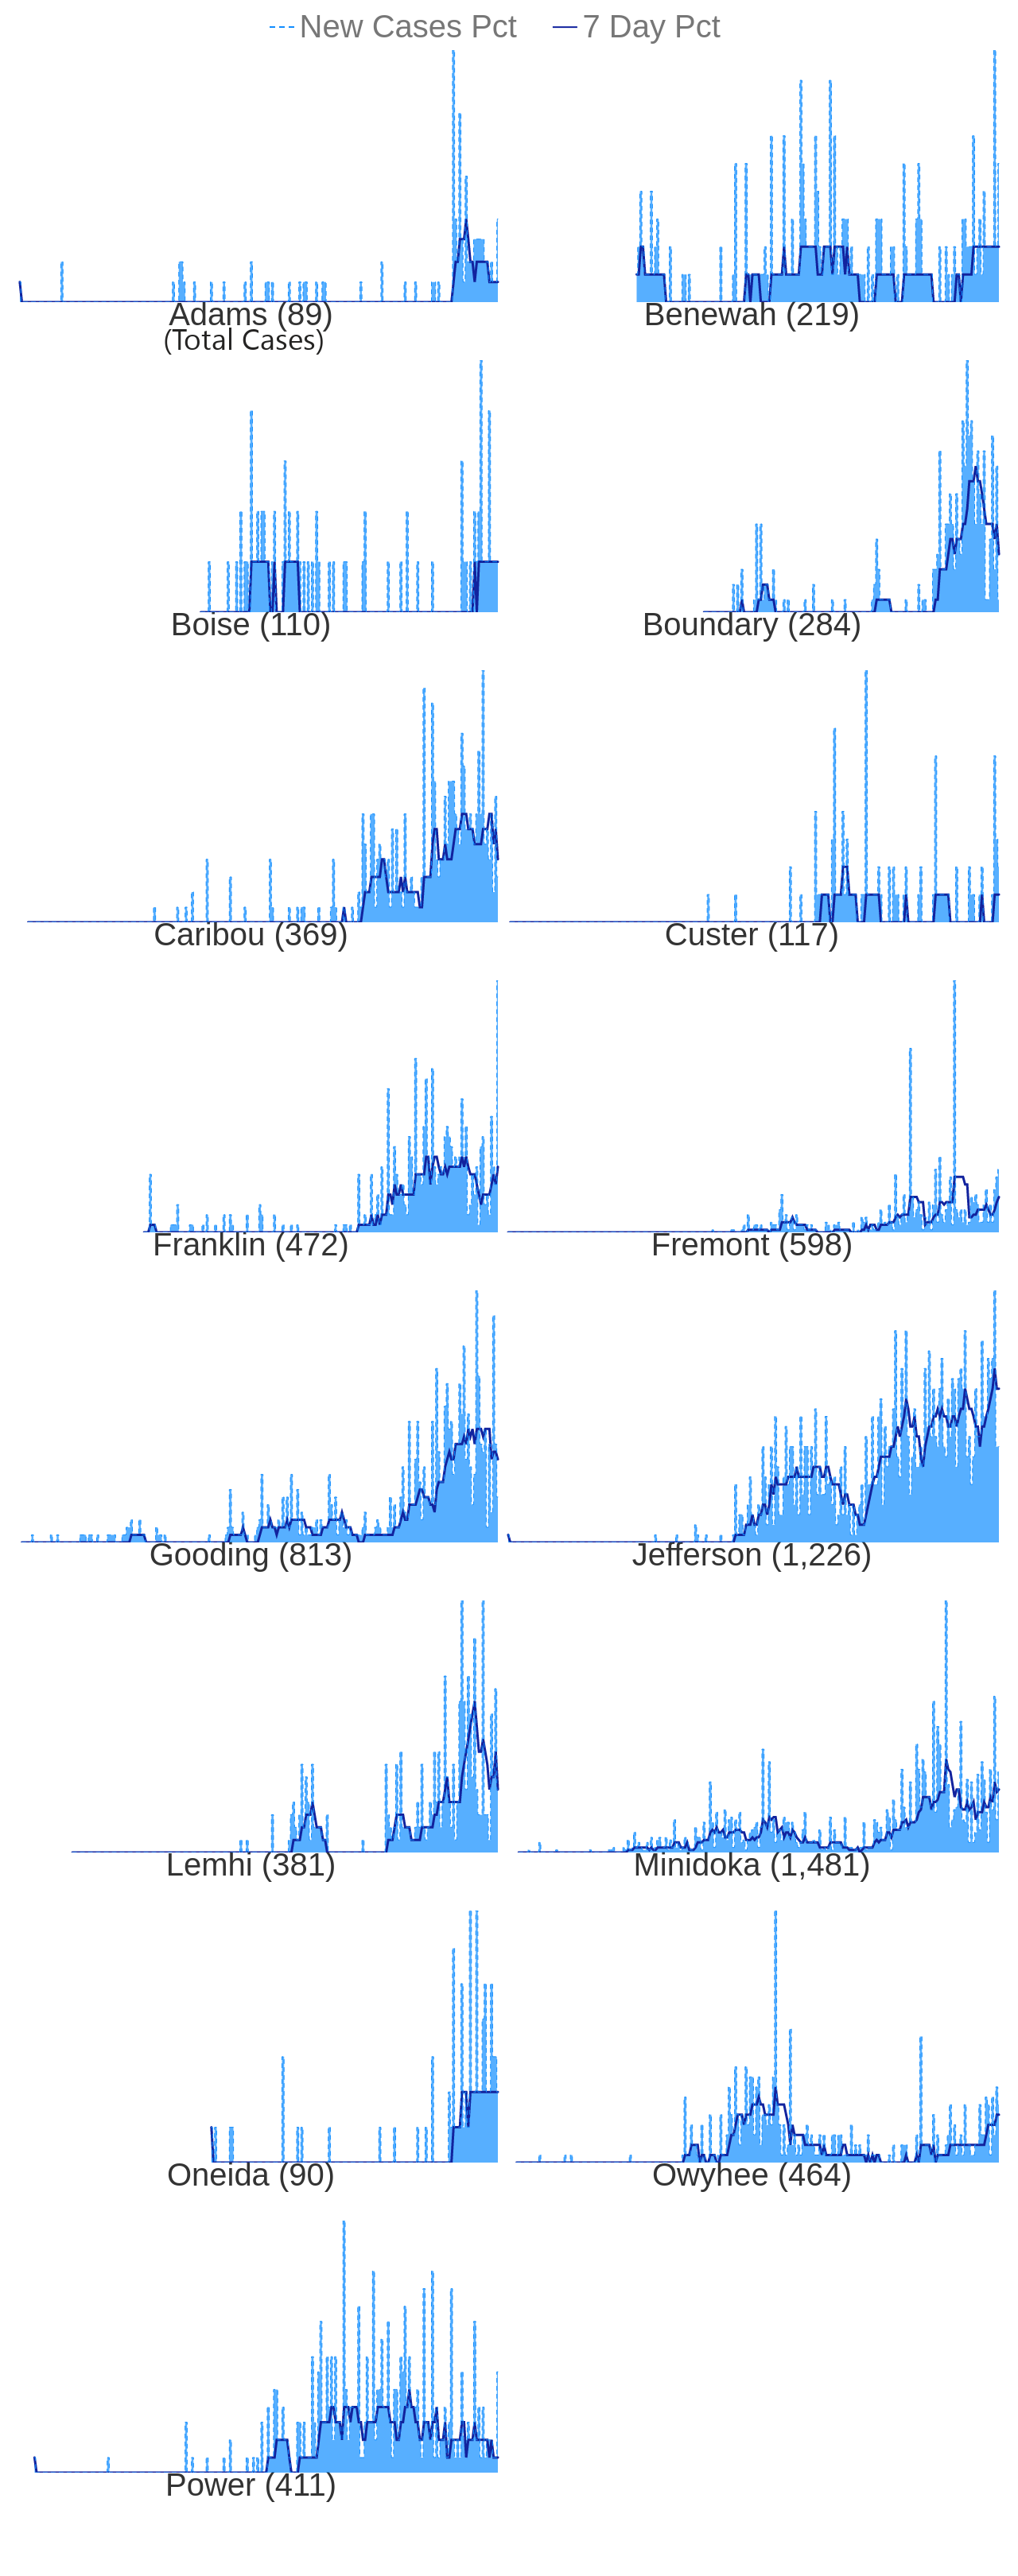 New Cases Pct 7 Day Pct
Adams (89) Benewah (219)
(Total Cases)
Boise (110) Boundary (284)
Caribou (369) Custer (117)
Franklin (472) Fremont (598)
Gooding (813) Jefferson (1,226)
Lemhi (381) Minidoka (1,481)
Oneida (90) Owyhee (464)
Power (411)